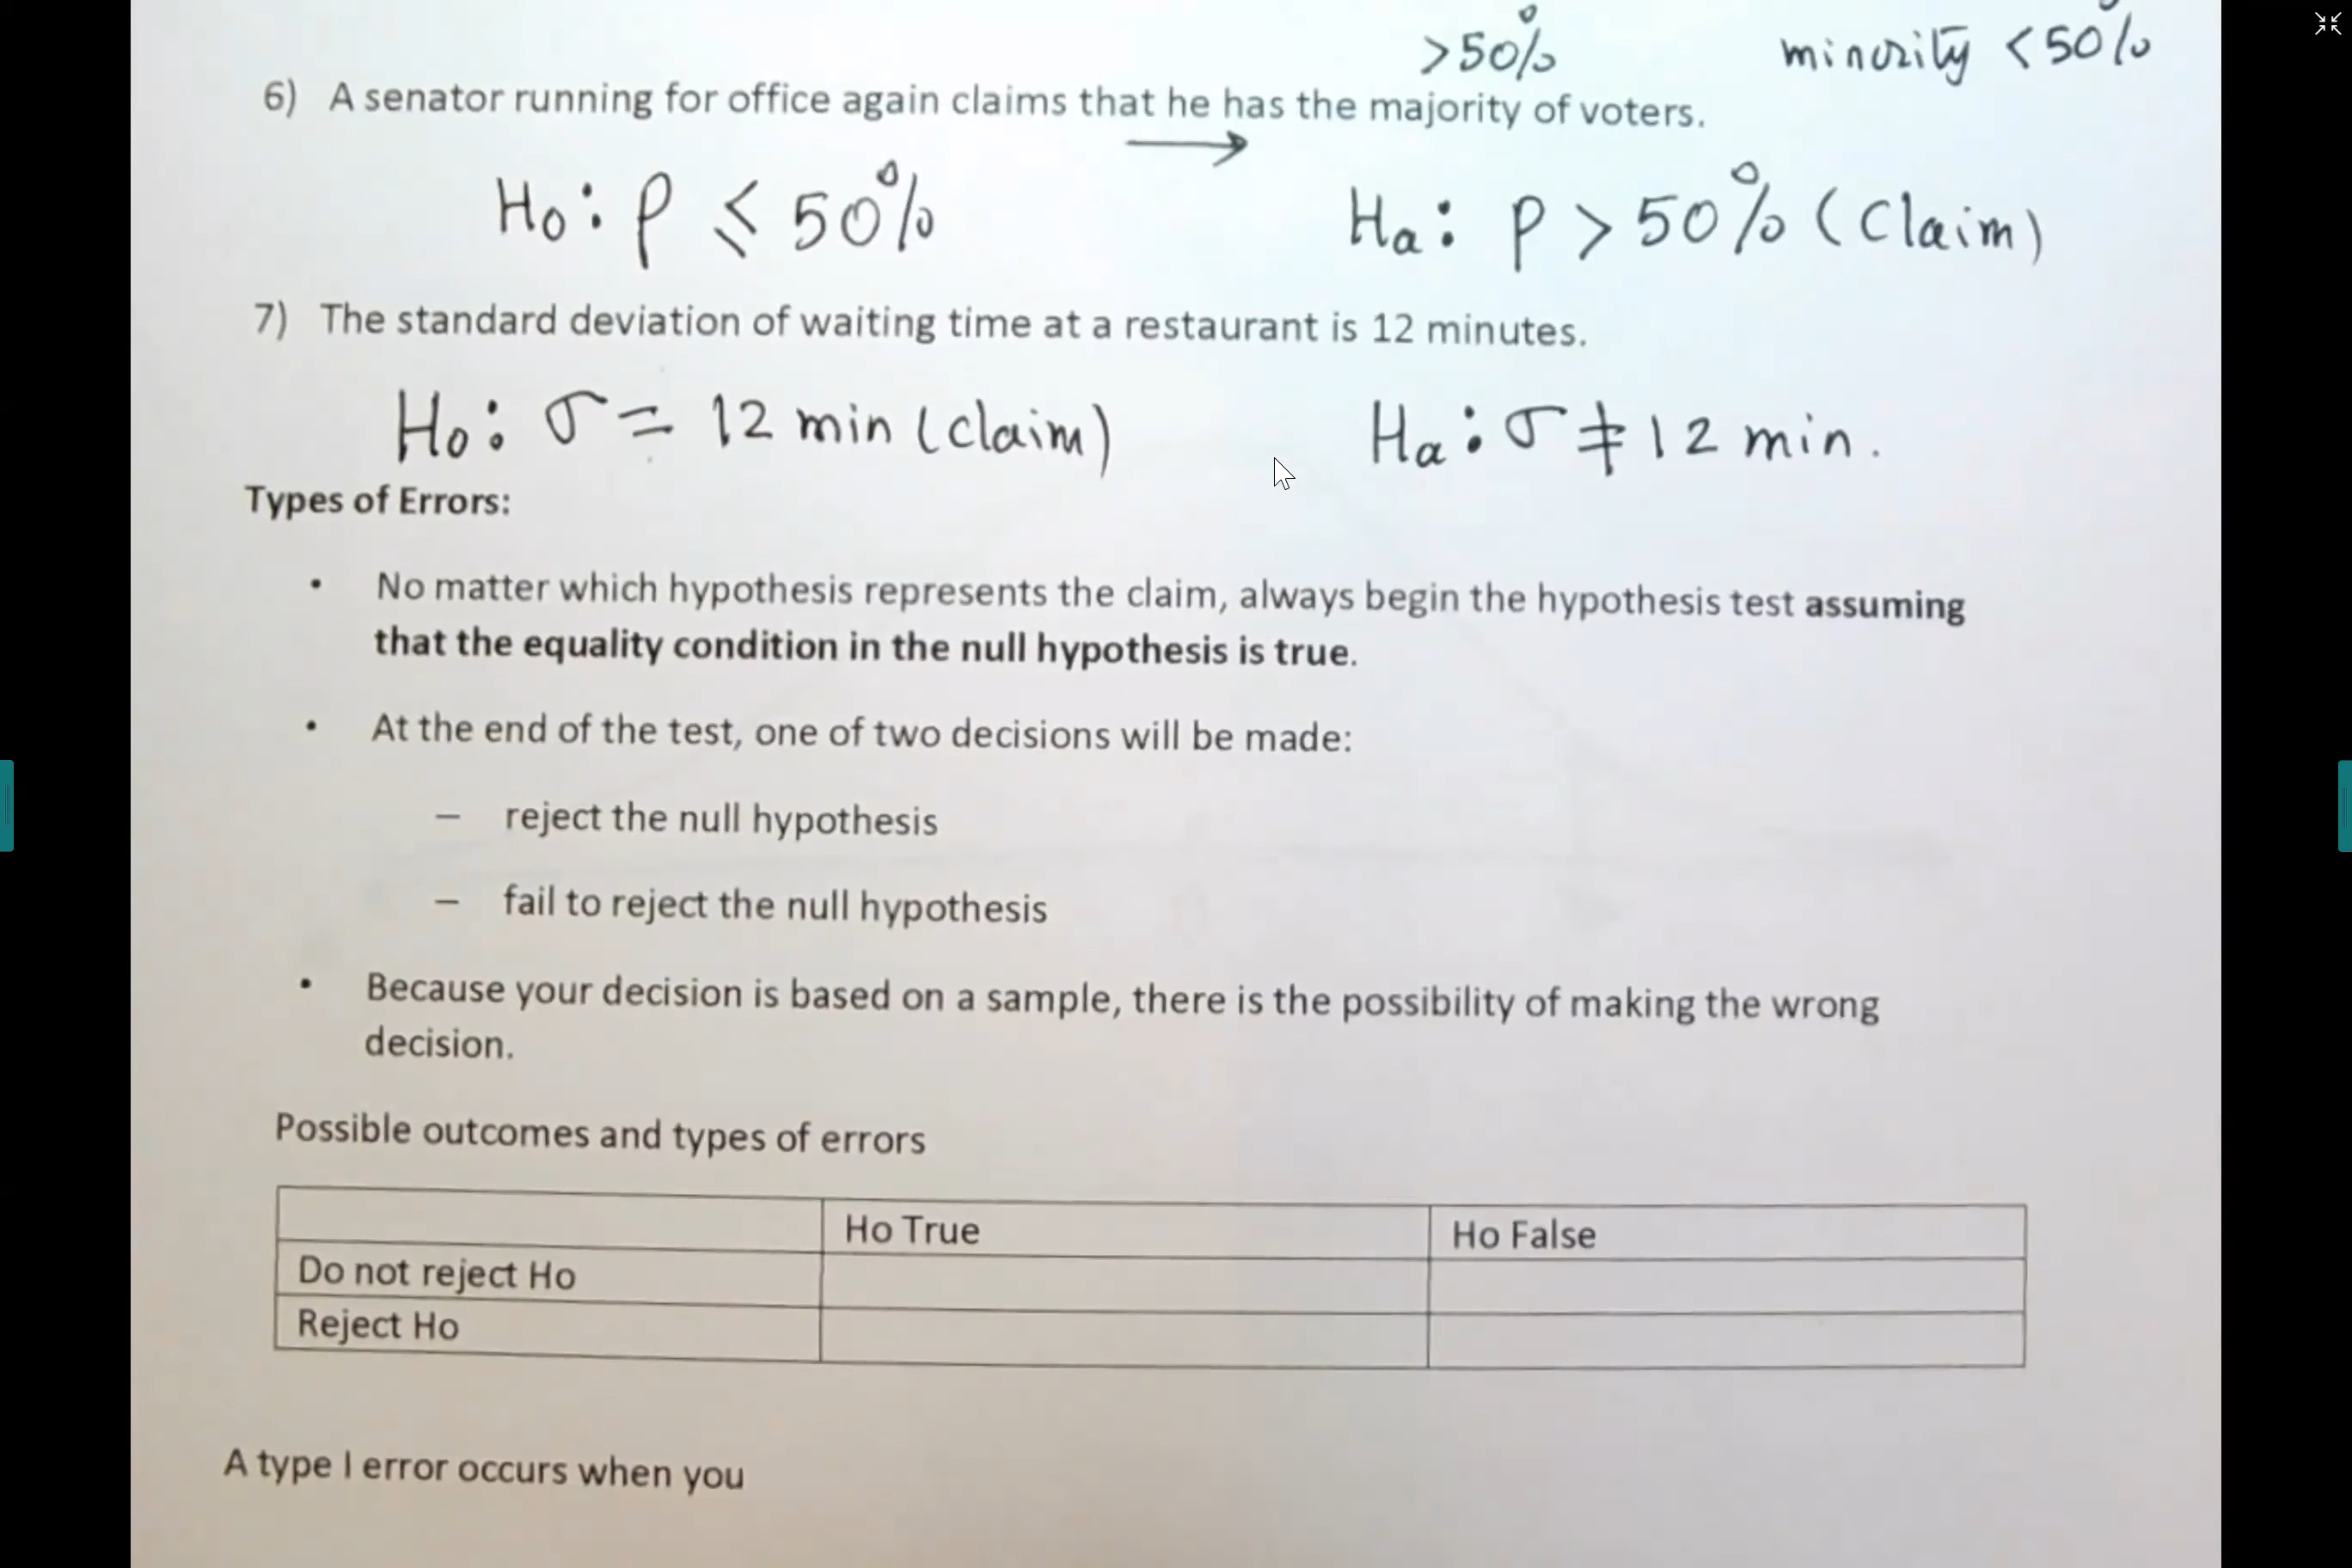 >50%
minority <50%
6) A senator running for office again claims that he has the majority of voters.
Ho: p ≤ 50%
Ha: p > 50% (Claim)
7) The standard deviation of waiting time at a restaurant is 12 minutes.
Ho: σ = 12 min (claim)
Ha: σ ≠ 12 min.
Types of Errors:
• No matter which hypothesis represents the claim, always begin the hypothesis test assuming
that the equality condition in the null hypothesis is true.
• At the end of the test, one of two decisions will be made:
– reject the null hypothesis
– fail to reject the null hypothesis
• Because your decision is based on a sample, there is the possibility of making the wrong
decision.
Possible outcomes and types of errors
Ho True
Ho False
Do not reject Ho
Reject Ho
A type I error occurs when you